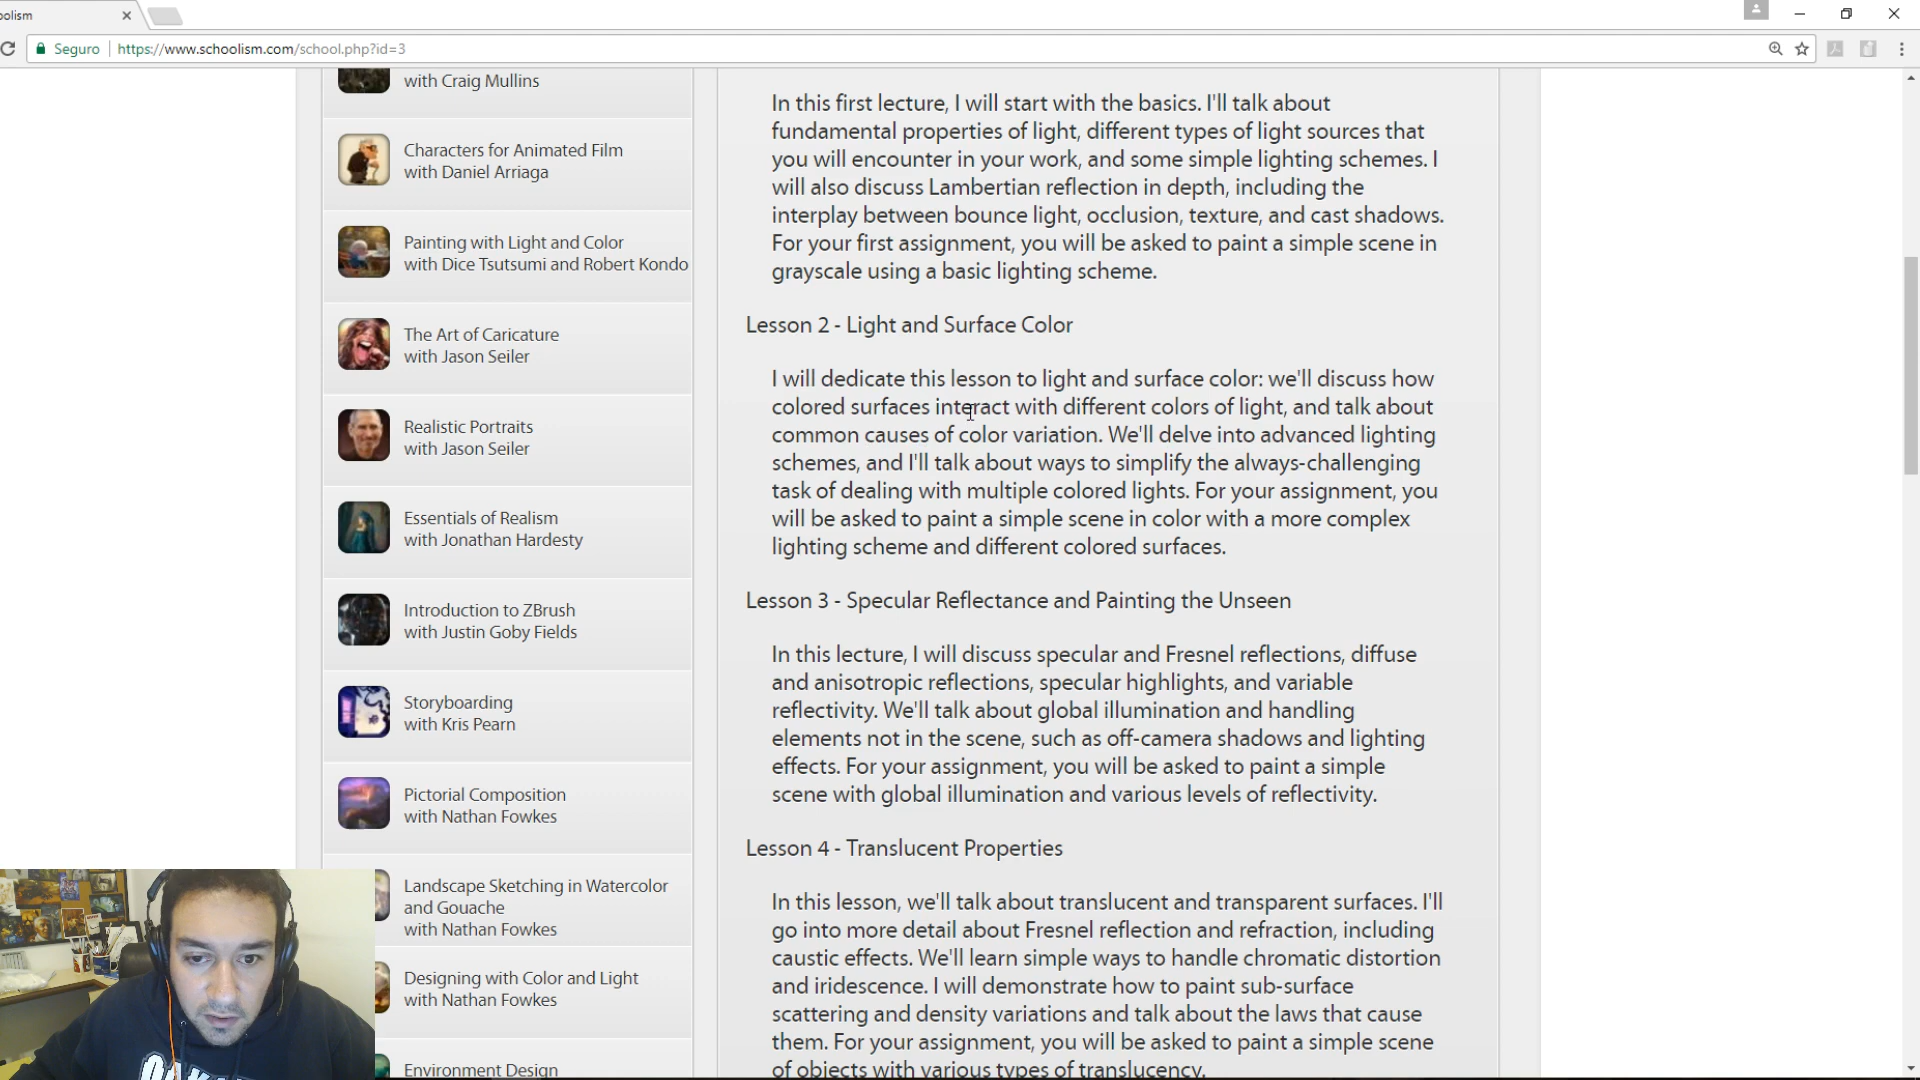 oolism
Seguro
https://www.schoolism.com/school.php?id=3
with Craig Mullins
Characters for Animated Film
with Daniel Arriaga
Painting with Light and Color
with Dice Tsutsumi and Robert Kondo
The Art of Caricature
with Jason Seiler
Realistic Portraits
with Jason Seiler
Essentials of Realism
with Jonathan Hardesty
Introduction to ZBrush
with Justin Goby Fields
Storyboarding
with Kris Pearn
Pictorial Composition
with Nathan Fowkes
Landscape Sketching in Watercolor
and Gouache
with Nathan Fowkes
Designing with Color and Light
with Nathan Fowkes
Environment Design
In this first lecture, I will start with the basics. I'll talk about
fundamental properties of light, different types of light sources that
you will encounter in your work, and some simple lighting schemes. I
will also discuss Lambertian reflection in depth, including the
interplay between bounce light, occlusion, texture, and cast shadows.
For your first assignment, you will be asked to paint a simple scene in
grayscale using a basic lighting scheme.
Lesson 2 - Light and Surface Color
I will dedicate this lesson to light and surface color: we'll discuss how
colored surfaces interact with different colors of light, and talk about
common causes of color variation. We'll delve into advanced lighting
schemes, and I'll talk about ways to simplify the always-challenging
task of dealing with multiple colored lights. For your assignment, you
will be asked to paint a simple scene in color with a more complex
lighting scheme and different colored surfaces.
Lesson 3 - Specular Reflectance and Painting the Unseen
In this lecture, I will discuss specular and Fresnel reflections, diffuse
and anisotropic reflections, specular highlights, and variable
reflectivity. We'll talk about global illumination and handling
elements not in the scene, such as off-camera shadows and lighting
effects. For your assignment, you will be asked to paint a simple
scene with global illumination and various levels of reflectivity.
Lesson 4 - Translucent Properties
In this lesson, we'll talk about translucent and transparent surfaces. I'll
go into more detail about Fresnel reflection and refraction, including
caustic effects. We'll learn simple ways to handle chromatic distortion
and iridescence. I will demonstrate how to paint sub-surface
scattering and density variations and talk about the laws that cause
them. For your assignment, you will be asked to paint a simple scene
of objects with various types of translucency.